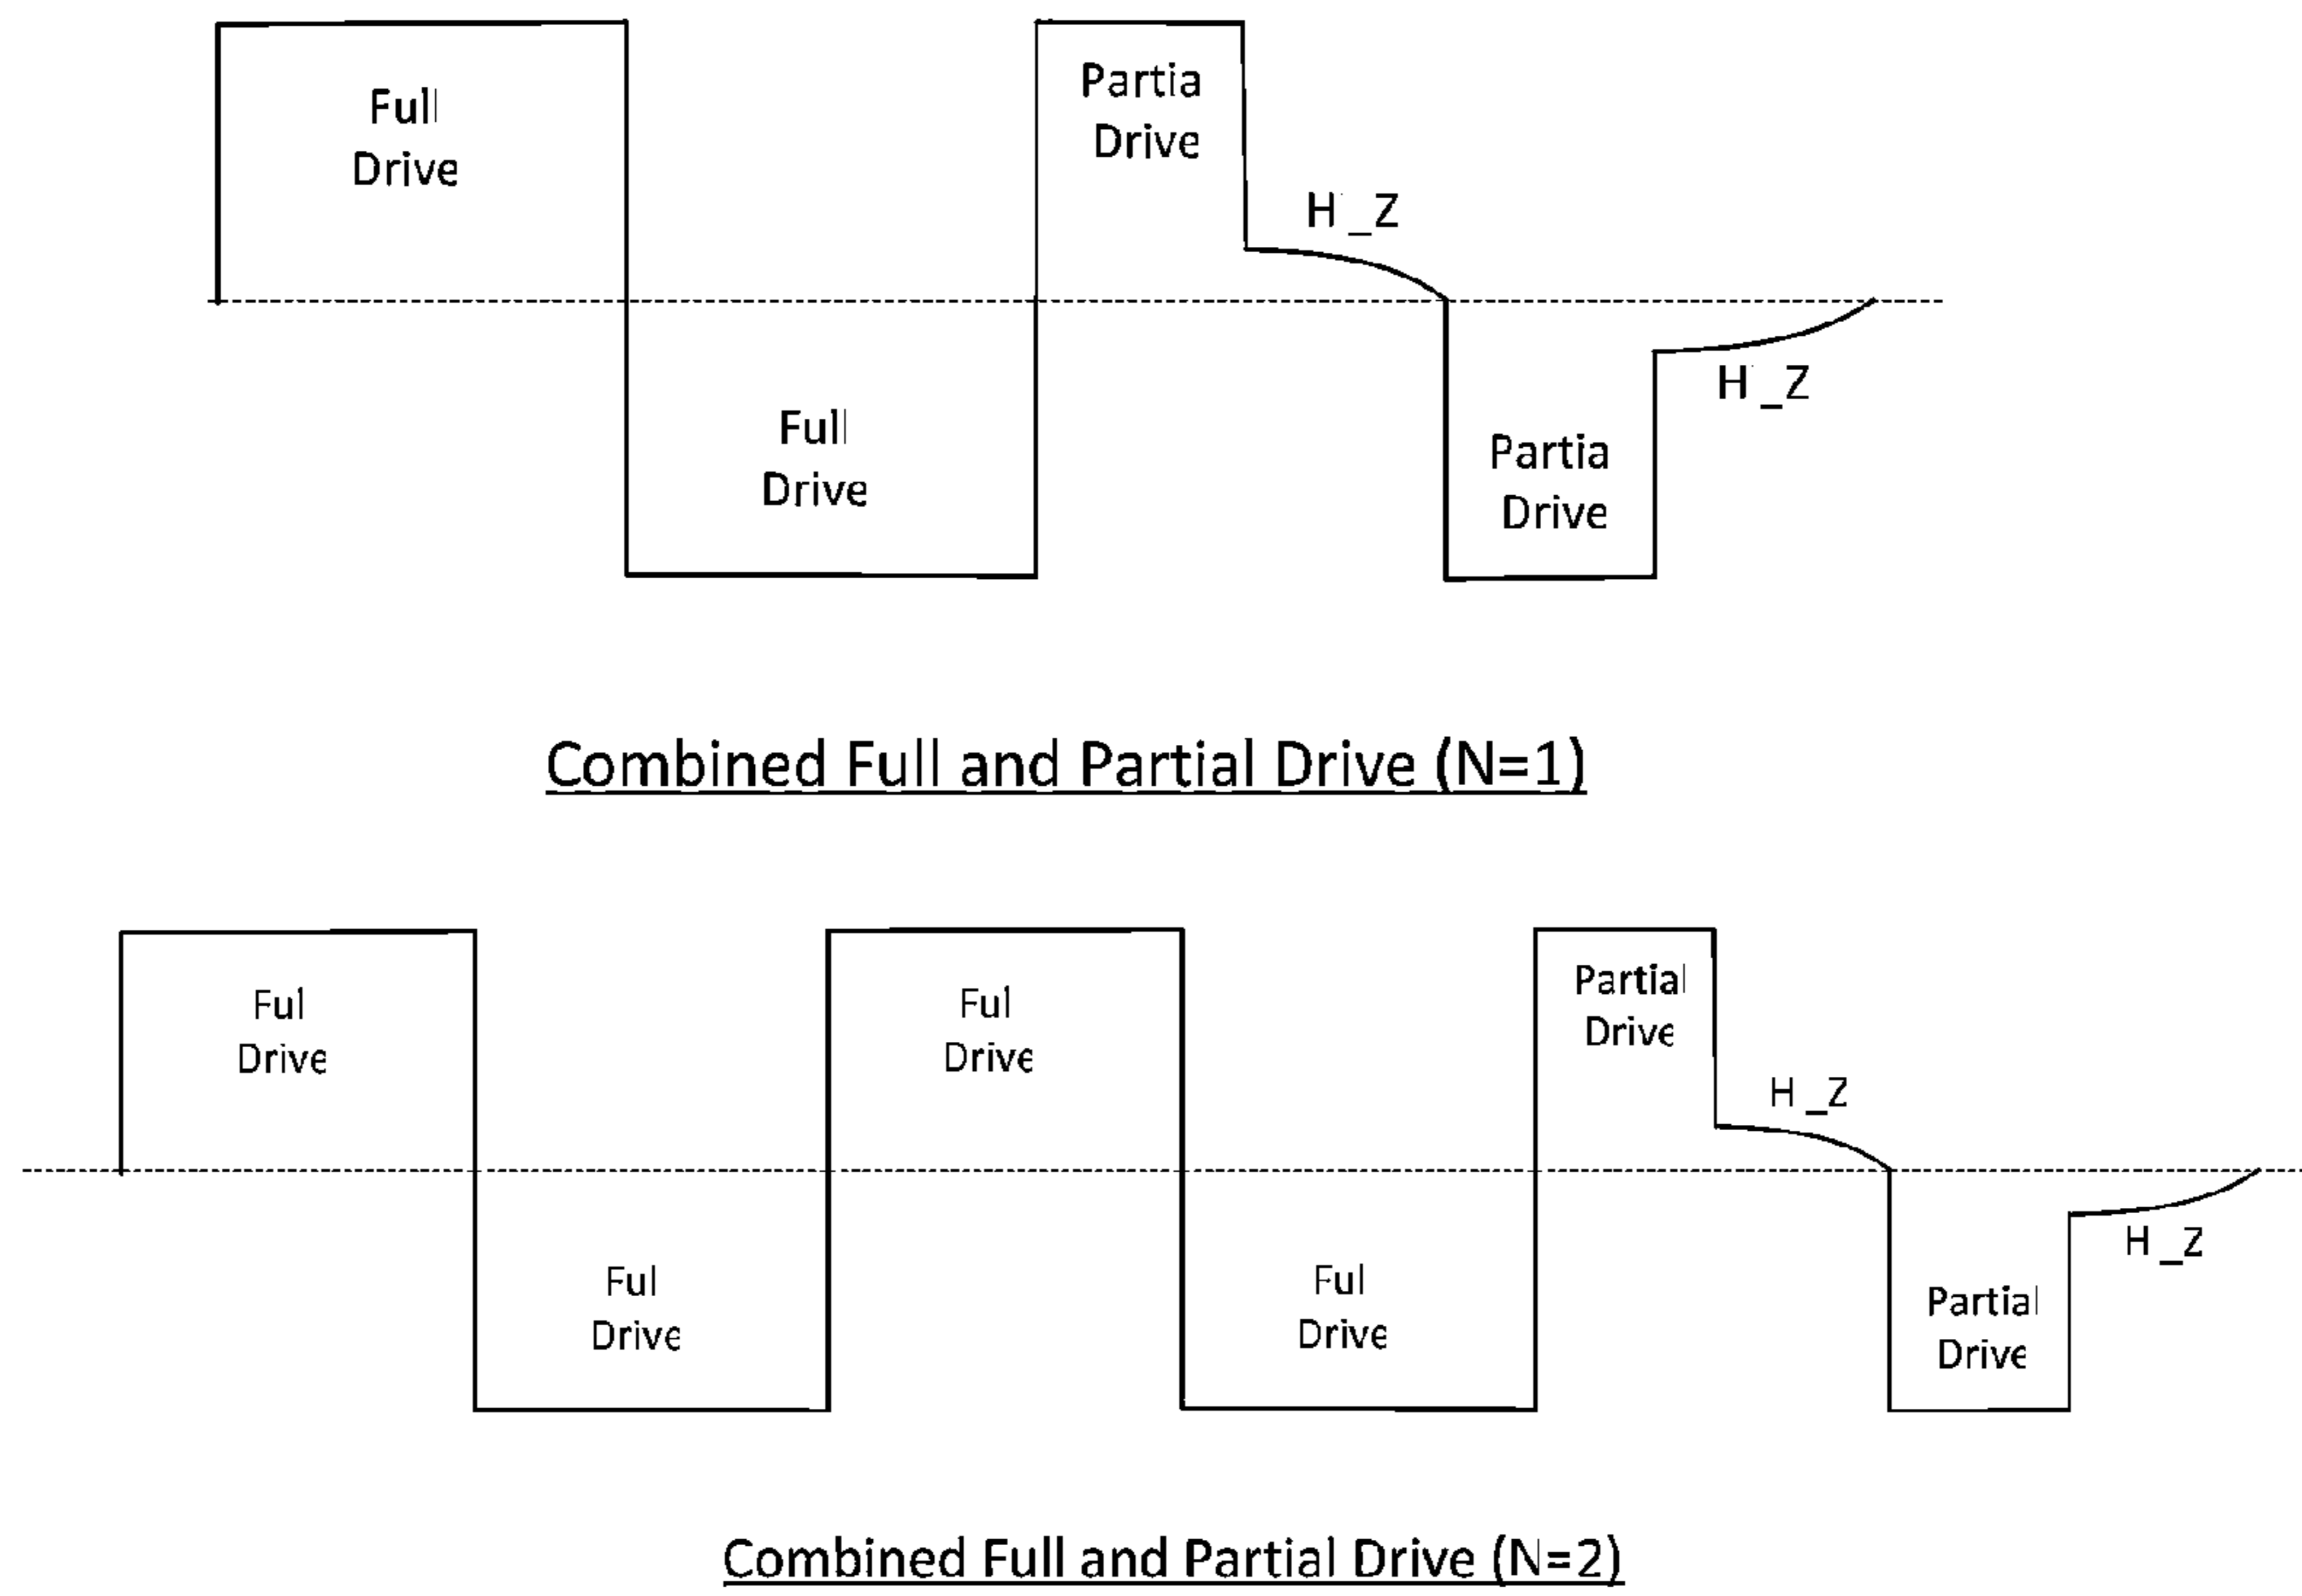 Full
Drive
Partia
Drive
H_Z
Full
Drive
H_Z
Partia
Drive
Combined Full and Partial Drive (N=1)
Ful
Drive
Ful
Drive
Partial
Drive
H_Z
Ful
Drive
Ful
Drive
H_Z
Partial
Drive
Combined Full and Partial Drive (N=2)